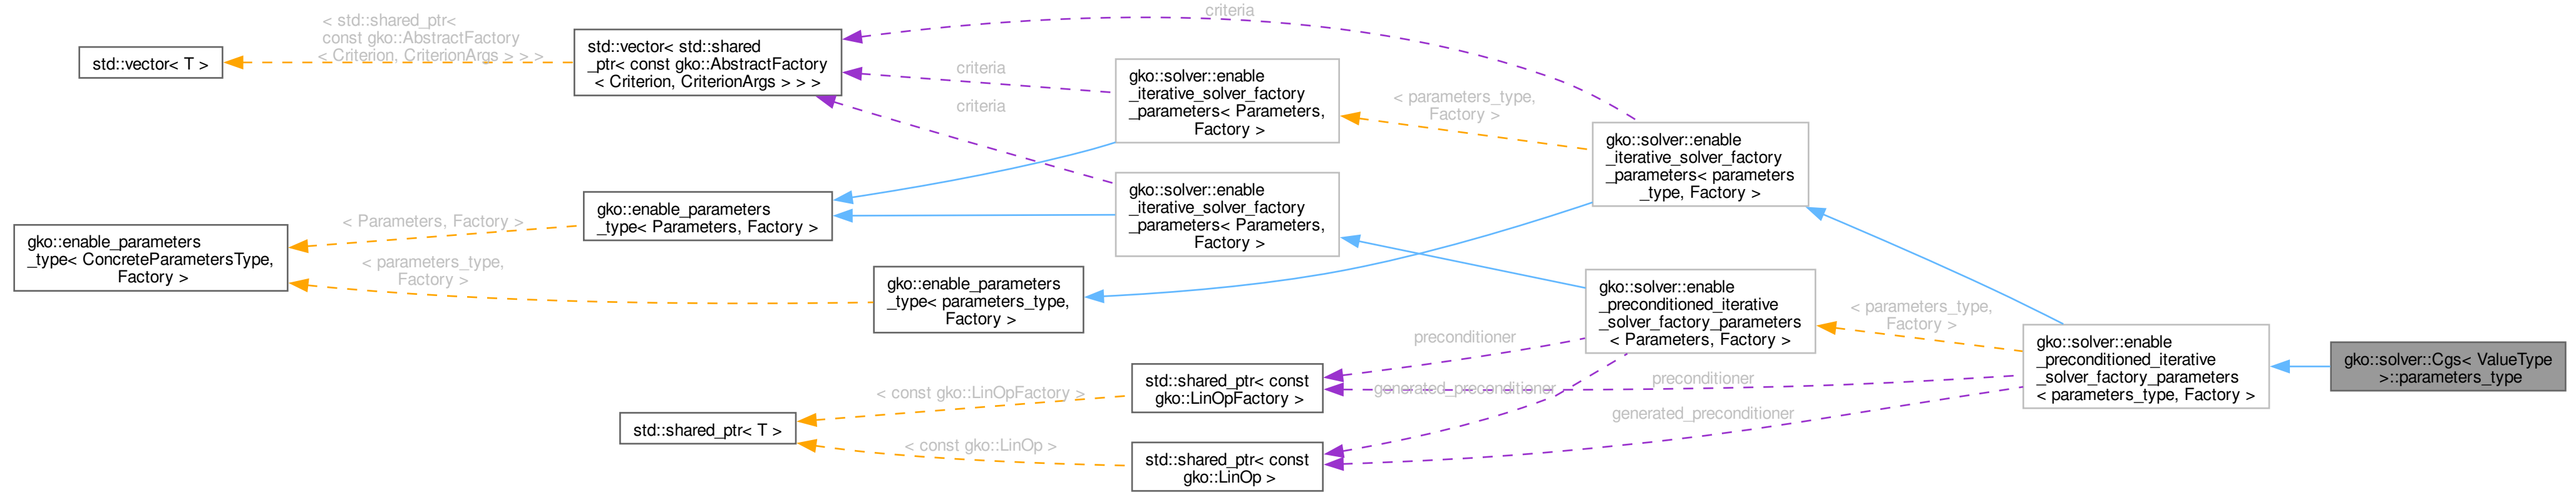 std::vector< T >
< std::shared_ptr<
const gko::AbstractFactory
< Criterion, CriterionArgs > > >
std::vector< std::shared
_ptr< const gko::AbstractFactory
< Criterion, CriterionArgs > > >
criteria
criteria
criteria
gko::solver::enable
_iterative_solver_factory
_parameters< Parameters,
Factory >
< parameters_type,
Factory >
gko::solver::enable
_iterative_solver_factory
_parameters< parameters
_type, Factory >
gko::enable_parameters
_type< ConcreteParametersType,
Factory >
< Parameters, Factory >
< parameters_type,
Factory >
gko::enable_parameters
_type< Parameters, Factory >
gko::solver::enable
_iterative_solver_factory
_parameters< Parameters,
Factory >
gko::enable_parameters
_type< parameters_type,
Factory >
gko::solver::enable
_preconditioned_iterative
_solver_factory_parameters
< Parameters, Factory >
< parameters_type,
Factory >
gko::solver::enable
_preconditioned_iterative
_solver_factory_parameters
< parameters_type, Factory >
gko::solver::Cgs< ValueType
>::parameters_type
preconditioner
preconditioner
generated_preconditioner
generated_preconditioner
std::shared_ptr< const
gko::LinOpFactory >
< const gko::LinOpFactory >
std::shared_ptr< T >
< const gko::LinOp >
std::shared_ptr< const
gko::LinOp >